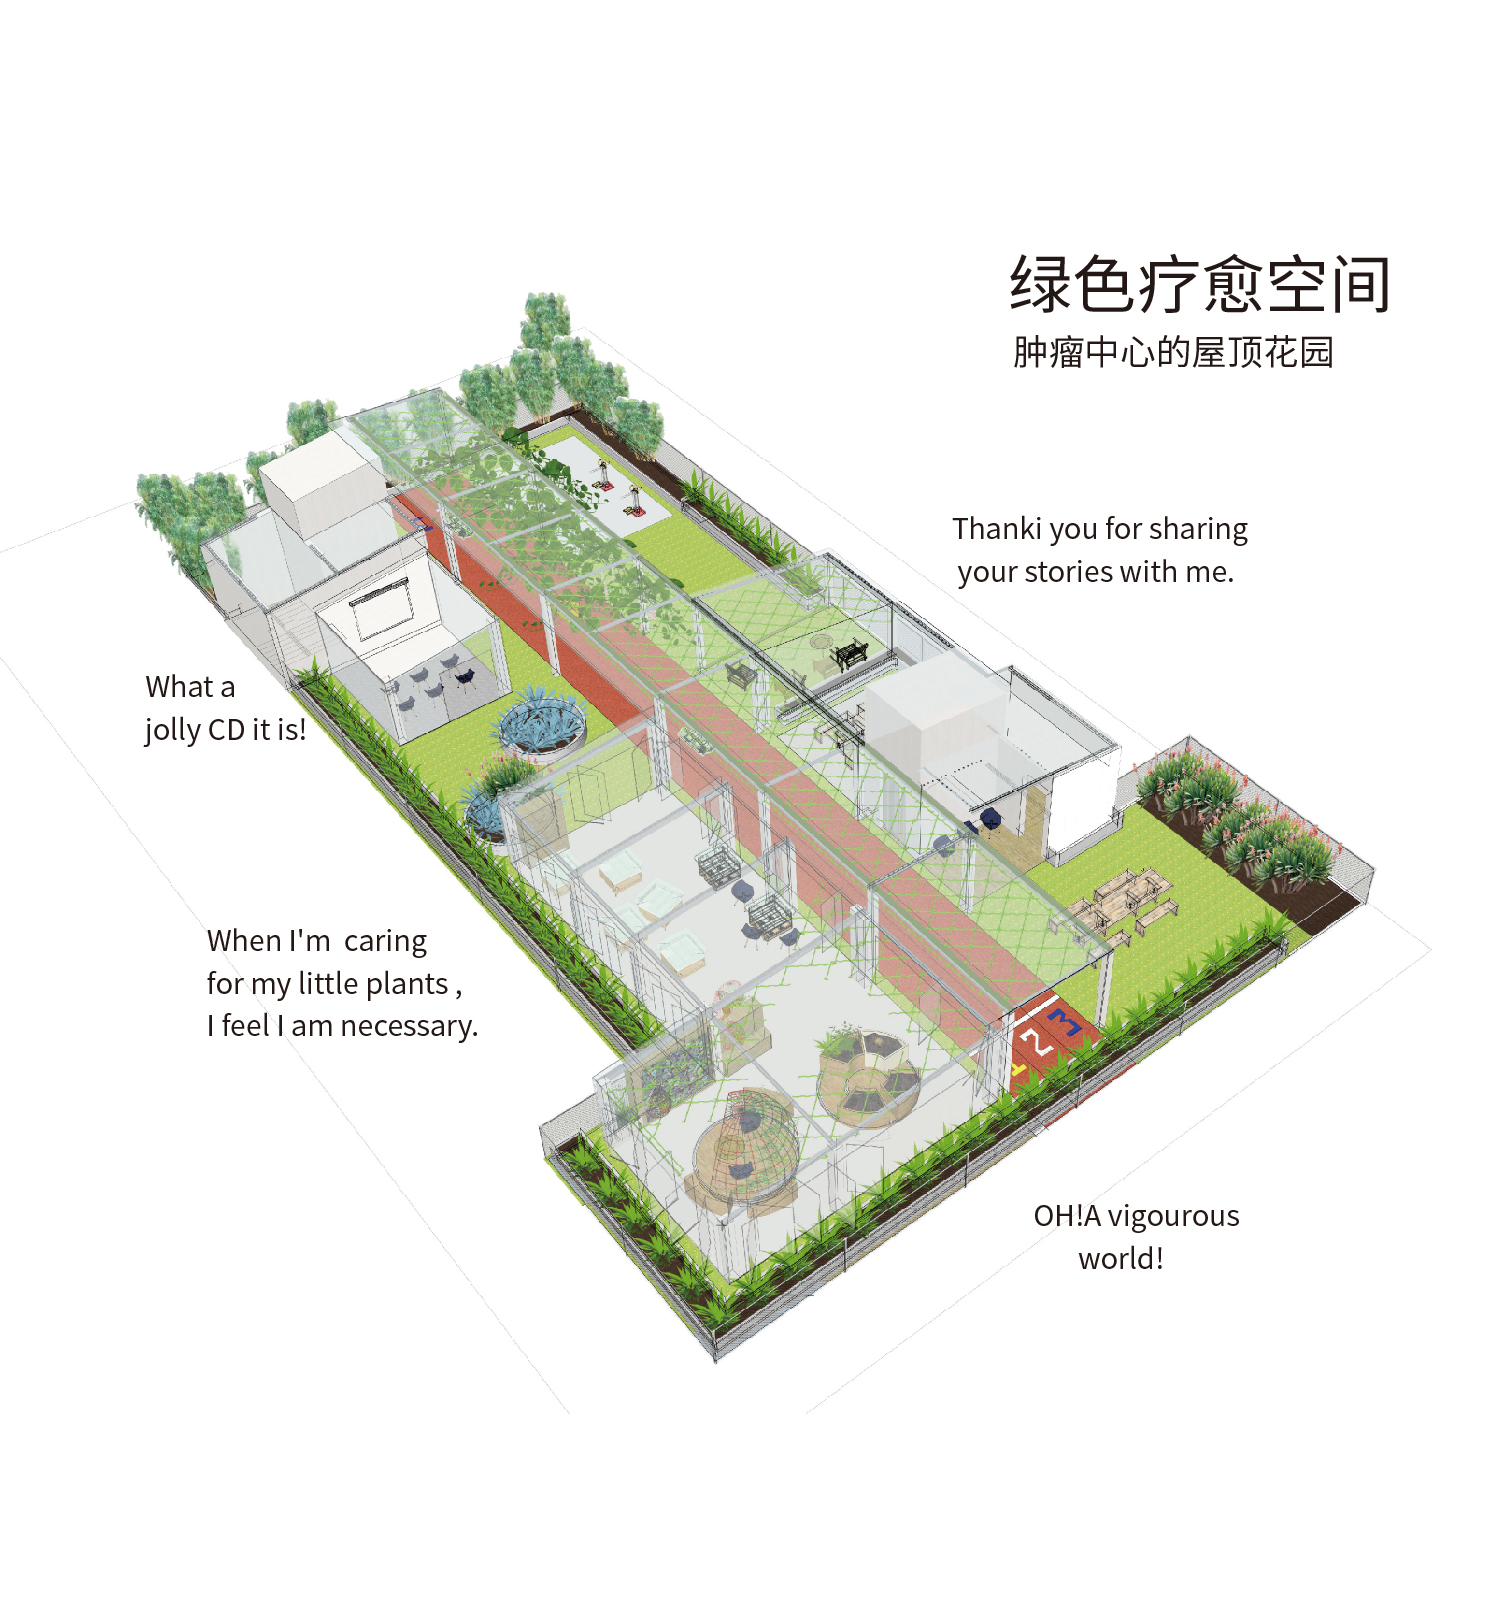 绿色疗愈空间
肿瘤中心的屋顶花园
Thanki you for sharing
your stories with me.
What a
jolly CD it is!
When I'm caring
for my little plants ,
I feel I am necessary.
1 2 3
OH!A vigourous
world!